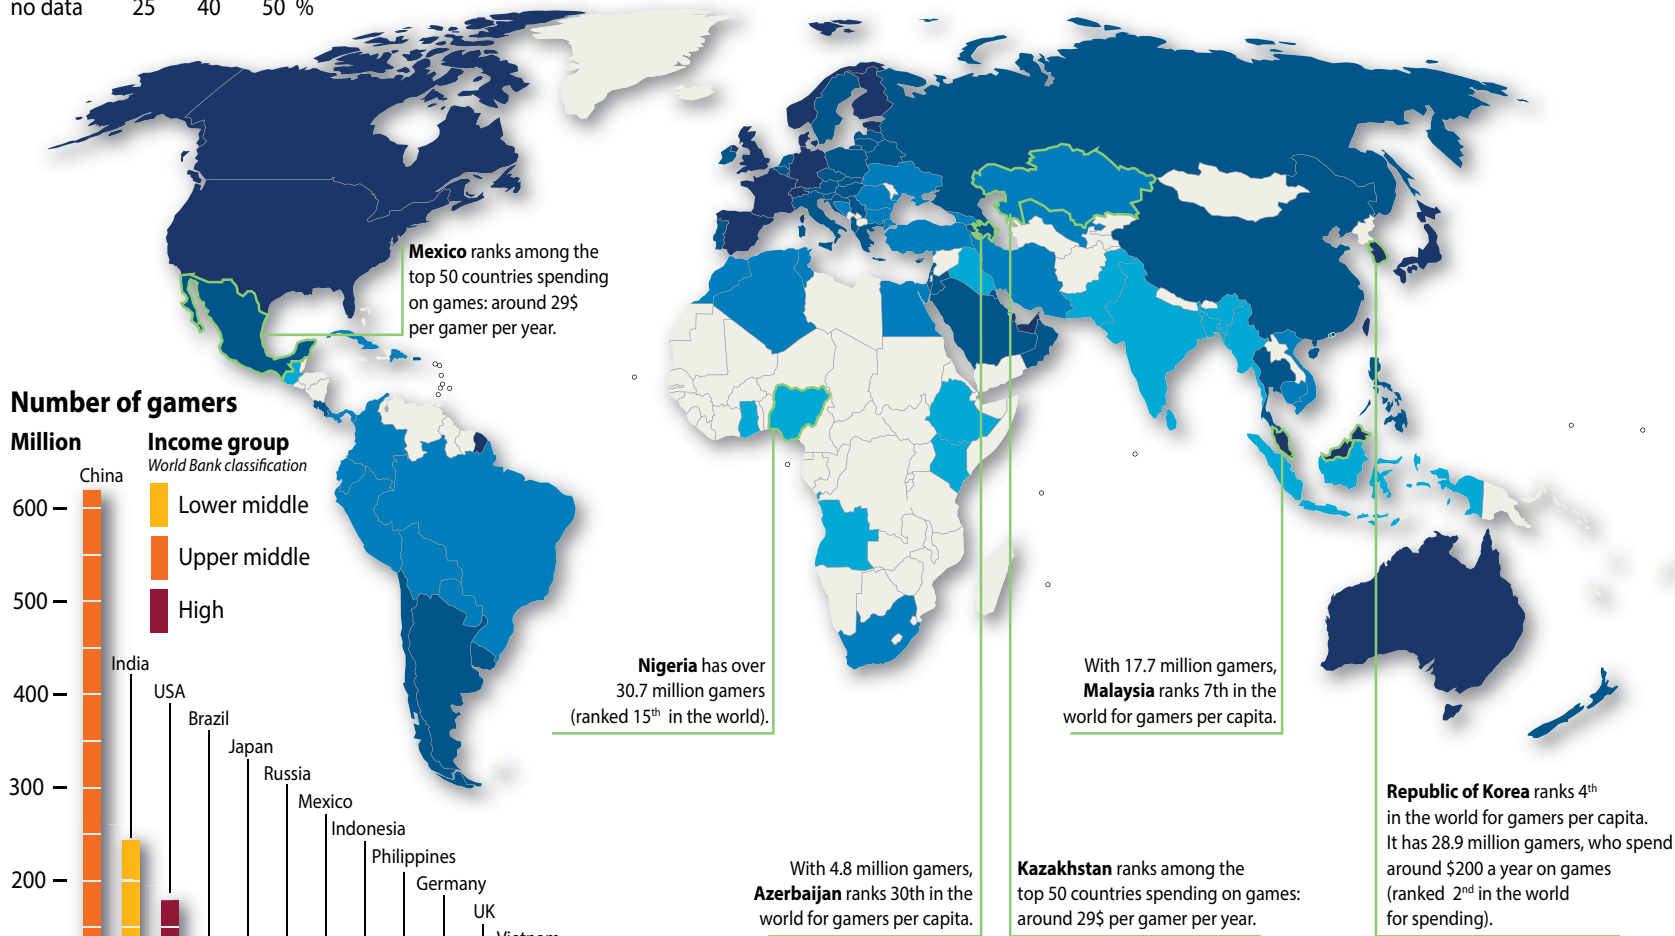 no data 25 40 50 %
Mexico ranks among the
top 50 countries spending
on games: around 29$
per gamer per year.
Number of gamers
Million
Income group
World Bank classification
Lower middle
Upper middle
High
600
500
400
300
200
China
India
USA
Brazil
Japan
Russia
Mexico
Indonesia
Philippines
Germany
UK
Vietnam
Nigeria has over
30.7 million gamers
(ranked 15th in the world).
With 17.7 million gamers,
Malaysia ranks 7th in the
world for gamers per capita.
With 4.8 million gamers,
Azerbaijan ranks 30th in the
world for gamers per capita.
Kazakhstan ranks among the
top 50 countries spending on games:
around 29$ per gamer per year.
Republic of Korea ranks 4th
in the world for gamers per capita.
It has 28.9 million gamers, who spend
around $200 a year on games
(ranked 2nd in the world
for spending).